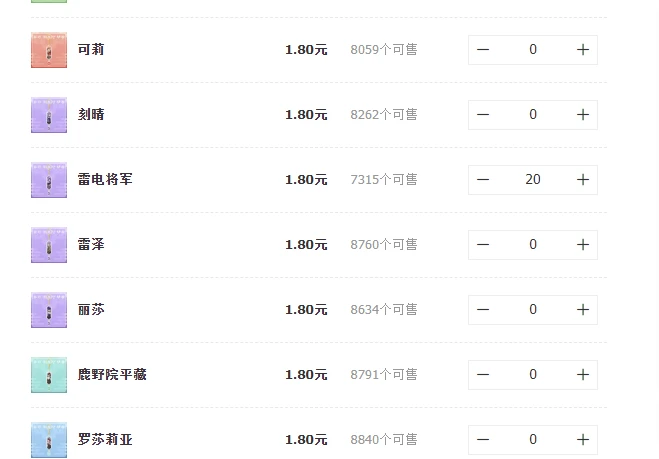 可莉 1.80元 8059个可售 — 0 +
刻晴 1.80元 8262个可售 — 0 +
雷电将军 1.80元 7315个可售 — 20 +
雷泽 1.80元 8760个可售 — 0 +
丽莎 1.80元 8634个可售 — 0 +
鹿野院平藏 1.80元 8791个可售 — 0 +
罗莎莉亚 1.80元 8840个可售 — 0 +